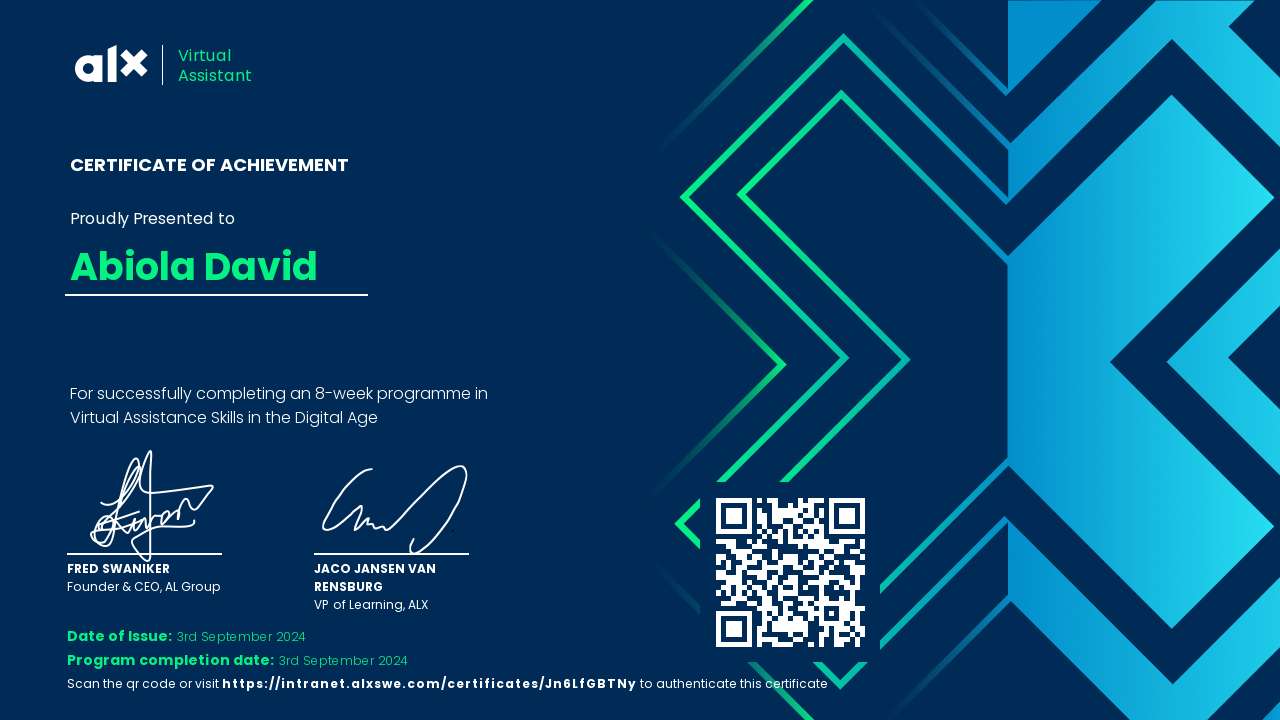 alx
Virtual
Assistant
CERTIFICATE OF ACHIEVEMENT
Proudly Presented to
Abiola David
For successfully completing an 8-week programme in
Virtual Assistance Skills in the Digital Age
FRED SWANIKER
Founder & CEO, AL Group
JACO JANSEN VAN
RENSBURG
VP of Learning, ALX
Date of Issue: 3rd September 2024
Program completion date: 3rd September 2024
Scan the qr code or visit https://intranet.alxswe.com/certificates/Jn6LfGBTNy to authenticate this certificate